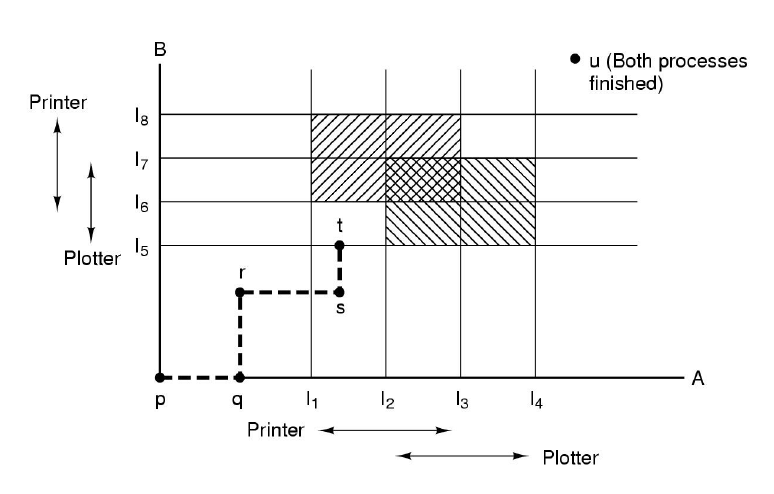 B
u (Both processes
finished)
Printer
I8
I7
I6
I5
Plotter
t
r
s
A
p
q
I1
I2
I3
I4
Printer
Plotter